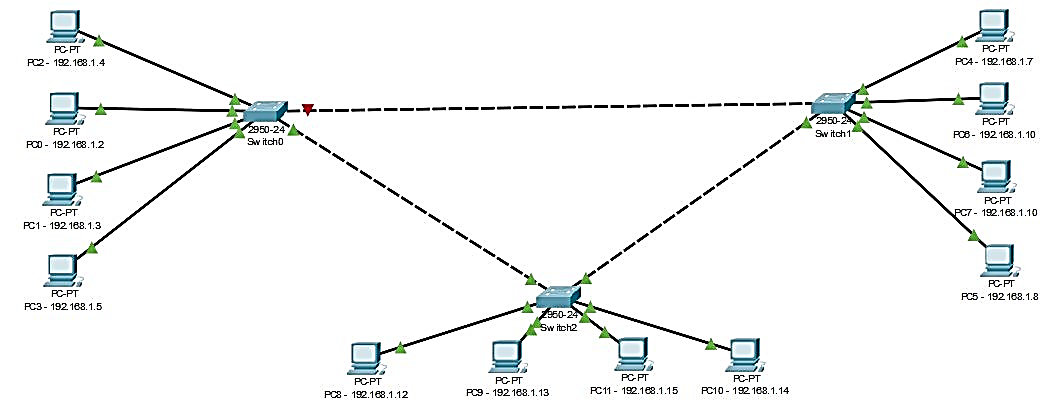 PC-PT
PC2 - 192.168.1.4
PC-PT
PC0 - 192.168.1.2
PC-PT
PC1 - 192.168.1.3
PC-PT
PC3 - 192.168.1.5
2950-24
Switch0
2950-24
Switch1
PC-PT
PC4 - 192.168.1.7
PC-PT
PC6 - 192.168.1.10
PC-PT
PC7 - 192.168.1.10
PC-PT
PC5 - 192.168.1.8
2950-24
Switch2
PC-PT
PC8 - 192.168.1.12
PC-PT
PC9 - 192.168.1.13
PC-PT
PC11 - 192.168.1.15
PC-PT
PC10 - 192.168.1.14